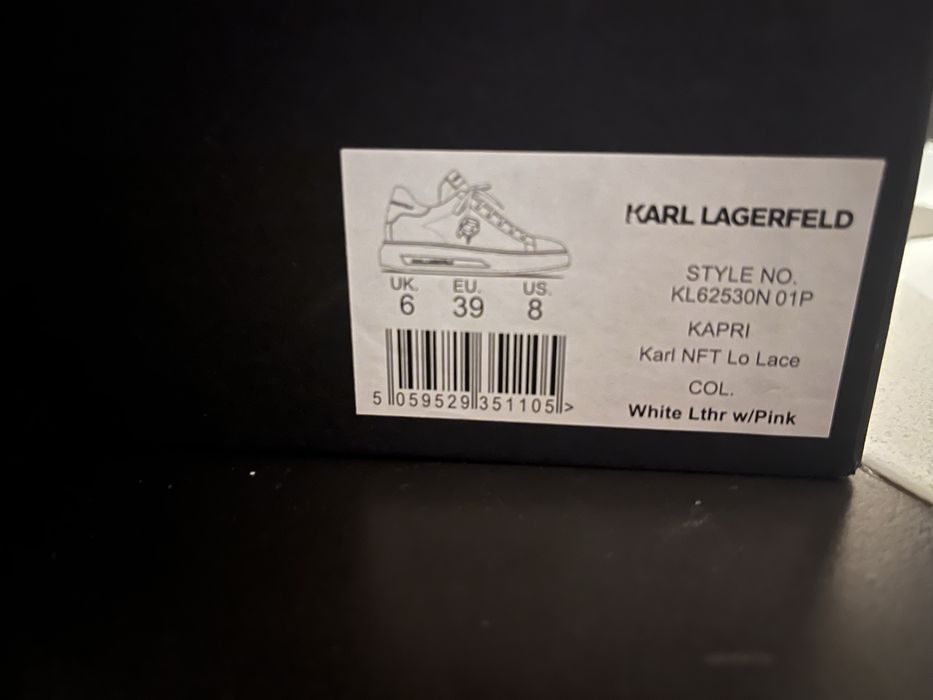 KARL LAGERFELD
UK. EU. US.
6 39 8
5 059529 351105 >
STYLE NO.
KL62530N 01P
KAPRI
Karl NFT Lo Lace
COL.
White Lthr w/Pink